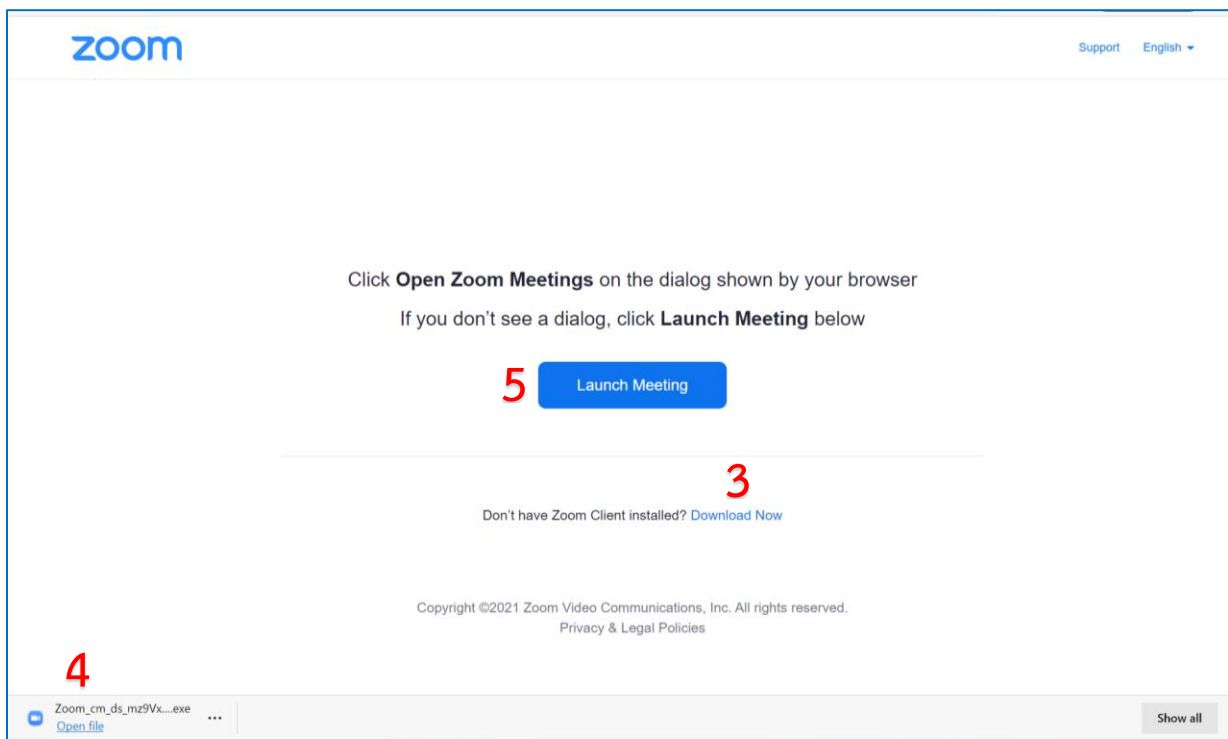 zoom
Support English
Click Open Zoom Meetings on the dialog shown by your browser
If you don’t see a dialog, click Launch Meeting below
5 Launch Meeting
3
Don’t have Zoom Client installed? Download Now
Copyright ©2021 Zoom Video Communications, Inc. All rights reserved.
Privacy & Legal Policies
4
Zoom_cm_ds_mz9Vx....exe ...
Open file
Show all